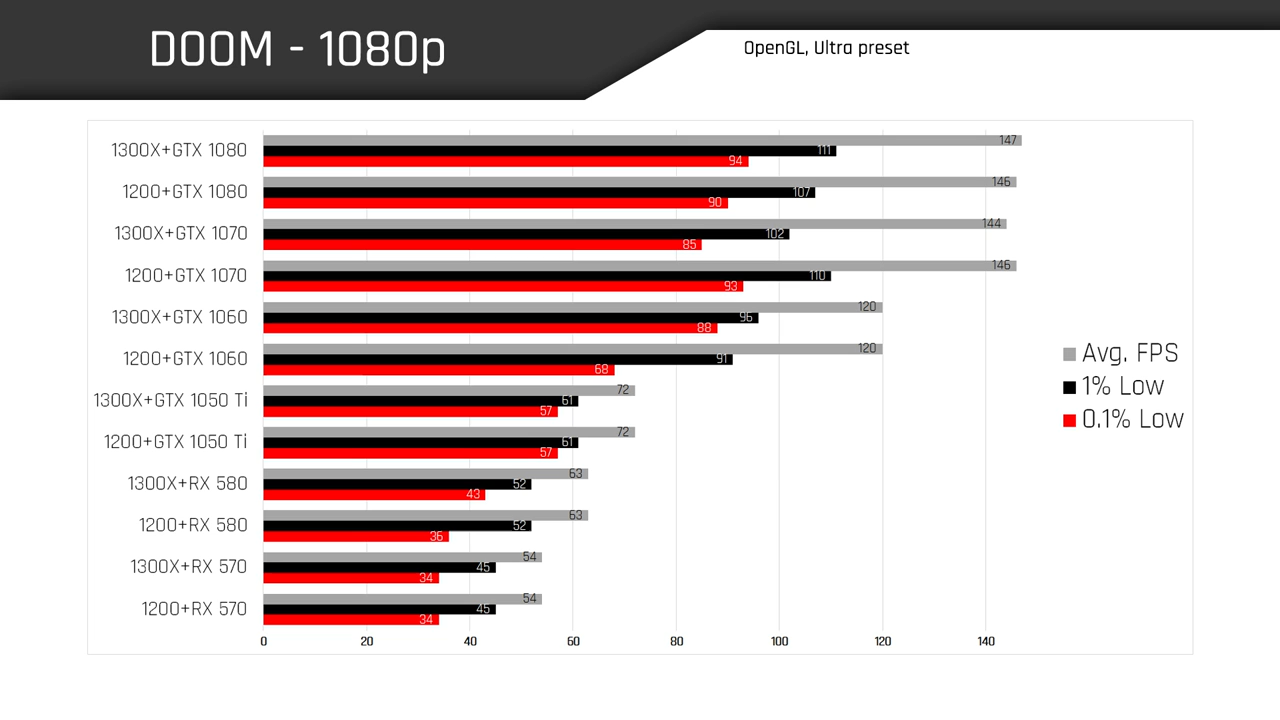 DOOM - 1080p
OpenGL, Ultra preset
1300X+GTX 1080 147 111 94
1200+GTX 1080 146 107 90
1300X+GTX 1070 144 102 85
1200+GTX 1070 146 110 93
1300X+GTX 1060 120 96 88
1200+GTX 1060 120 91 68
1300X+GTX 1050 Ti 72 61 57
1200+GTX 1050 Ti 72 61 57
1300X+RX 580 63 52 43
1200+RX 580 63 52 36
1300X+RX 570 54 45 34
1200+RX 570 54 45 34
0 20 40 60 80 100 120 140
Avg. FPS
1% Low
0.1% Low